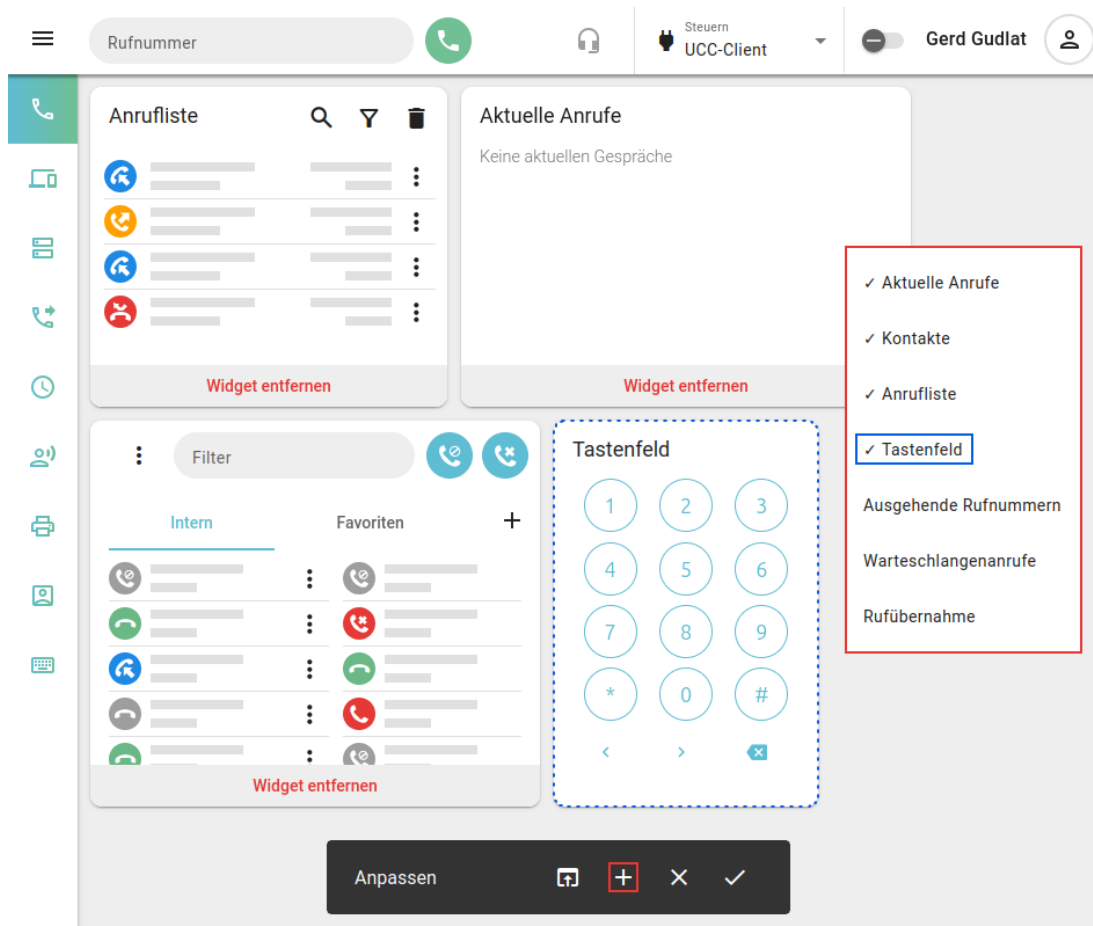 Rufnummer
Steuern
UCC-Client
Gerd Gudlat
Anrufliste
Aktuelle Anrufe
Keine aktuellen Gespräche
Widget entfernen
Widget entfernen
✓ Aktuelle Anrufe
✓ Kontakte
✓ Anrufliste
✓ Tastenfeld
Ausgehende Rufnummern
Warteschlangenanrufe
Rufübernahme
Filter
Intern
Favoriten
Widget entfernen
Tastenfeld
1 2 3
4 5 6
7 8 9
* 0 #
Anpassen